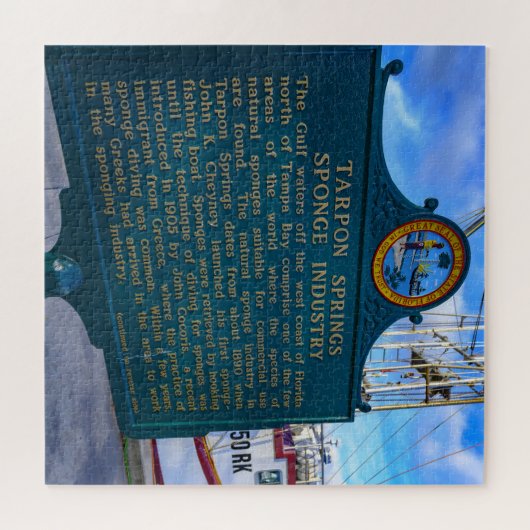 GREAT SEAL OF THE STATE OF FLORIDA
IN GOD WE TRUST
TARPON SPRINGS
SPONGE INDUSTRY
The Gulf waters off the west coast of Florida
north of Tampa Bay comprise one of the few
areas of the world where the species of
natural sponges suitable for commercial use
are found. The natural sponge industry in
Tarpon Springs dates from about 1890 when
John K. Cheyney launched his first sponge-
fishing boat. Sponges were retrieved by hooking
until the technique of diving for sponges was
introduced in 1905 by John Cocoris, a recent
immigrant from Greece, where the practice of
sponge diving was common. Within a few years,
many Greeks had arrived in the area to work
in the sponging industry.
(continued on reverse side)
50 RK